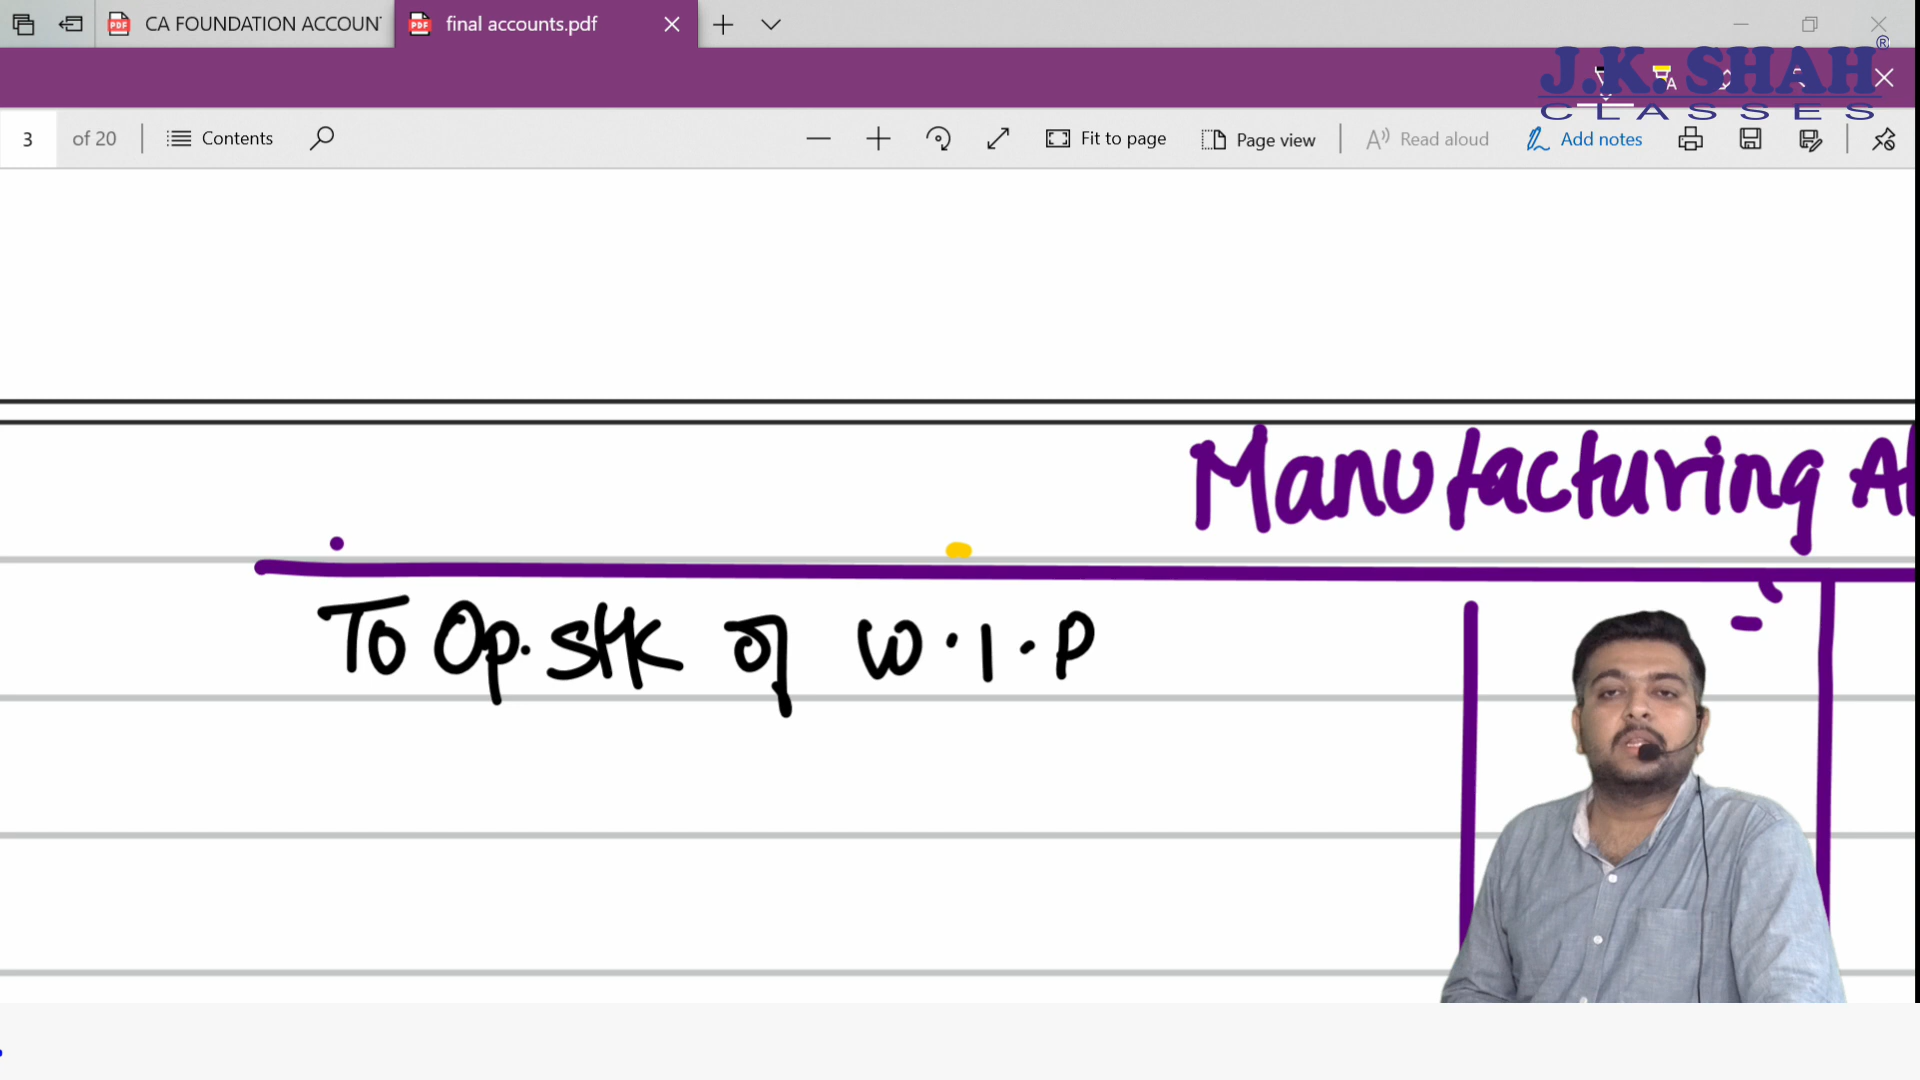 CA FOUNDATION ACCOUN
final accounts.pdf
J.K. SHAH®
CLASSES
3 of 20
Contents
Fit to page
Page view
Read aloud
Add notes
Manufacturing A
To Op. Stk of W.I.P